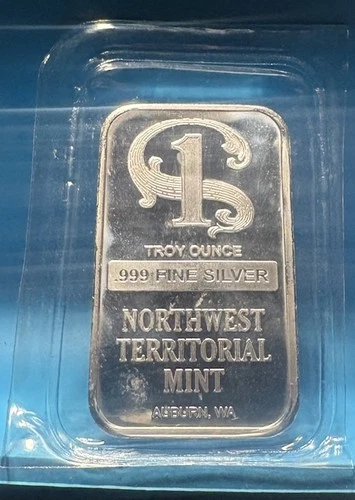 1
TROY OUNCE
.999 FINE SILVER
NORTHWEST
TERRITORIAL
MINT
AUBURN, WA